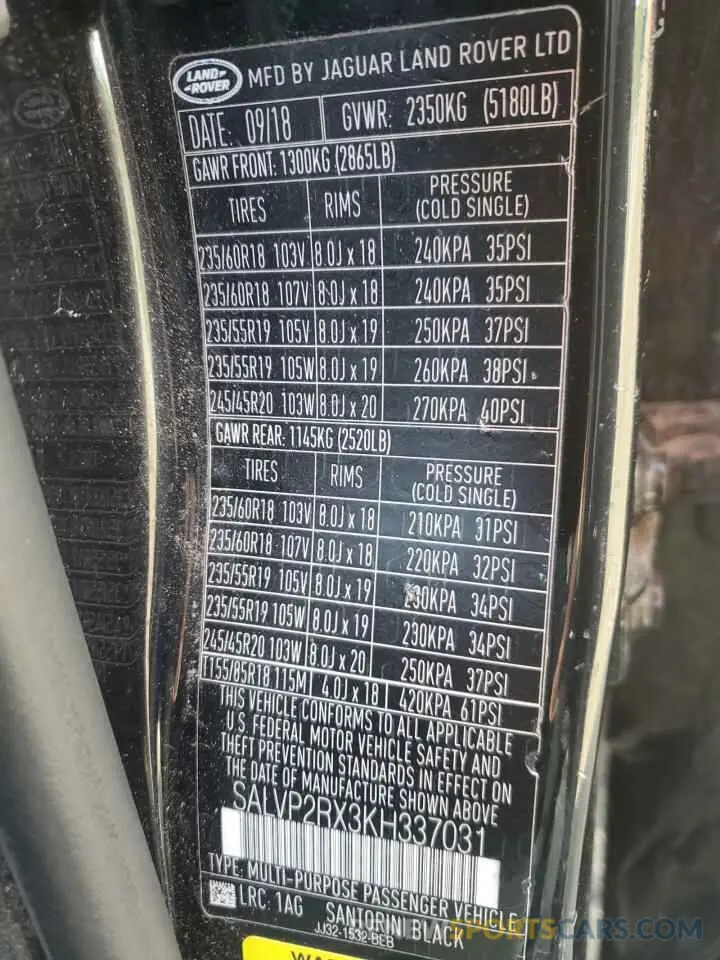 LAND ROVER MFD BY JAGUAR LAND ROVER LTD
DATE: 09/18 GVWR: 2350KG (5180LB)
GAWR FRONT: 1300KG (2865LB)
TIRES RIMS PRESSURE (COLD SINGLE)
235/60R18 103V 8.0J x 18 240KPA 35PSI
235/60R18 107V 8.0J x 18 240KPA 35PSI
235/55R19 105V 8.0J x 19 250KPA 37PSI
235/55R19 105W 8.0J x 19 260KPA 38PSI
245/45R20 103W 8.0J x 20 270KPA 40PSI
GAWR REAR: 1145KG (2520LB)
TIRES RIMS PRESSURE (COLD SINGLE)
235/60R18 103V 8.0J x 18 210KPA 31PSI
235/60R18 107V 8.0J x 18 220KPA 32PSI
235/55R19 105V 8.0J x 19 230KPA 34PSI
235/55R19 105W 8.0J x 19 230KPA 34PSI
245/45R20 103W 8.0J x 20 250KPA 37PSI
T155/85R18 115M 4.0J x 18 420KPA 61PSI
THIS VEHICLE CONFORMS TO ALL APPLICABLE
U.S. FEDERAL MOTOR VEHICLE SAFETY AND
THEFT PREVENTION STANDARDS IN EFFECT ON
THE DATE OF MANUFACTURE SHOWN ABOVE
SALVP2RX3KH337031
TYPE: MULTI-PURPOSE PASSENGER VEHICLE
LRC: 1AG SANTORINI BLACK
JJ32-1532-BEB
STATSOFCARS.COM